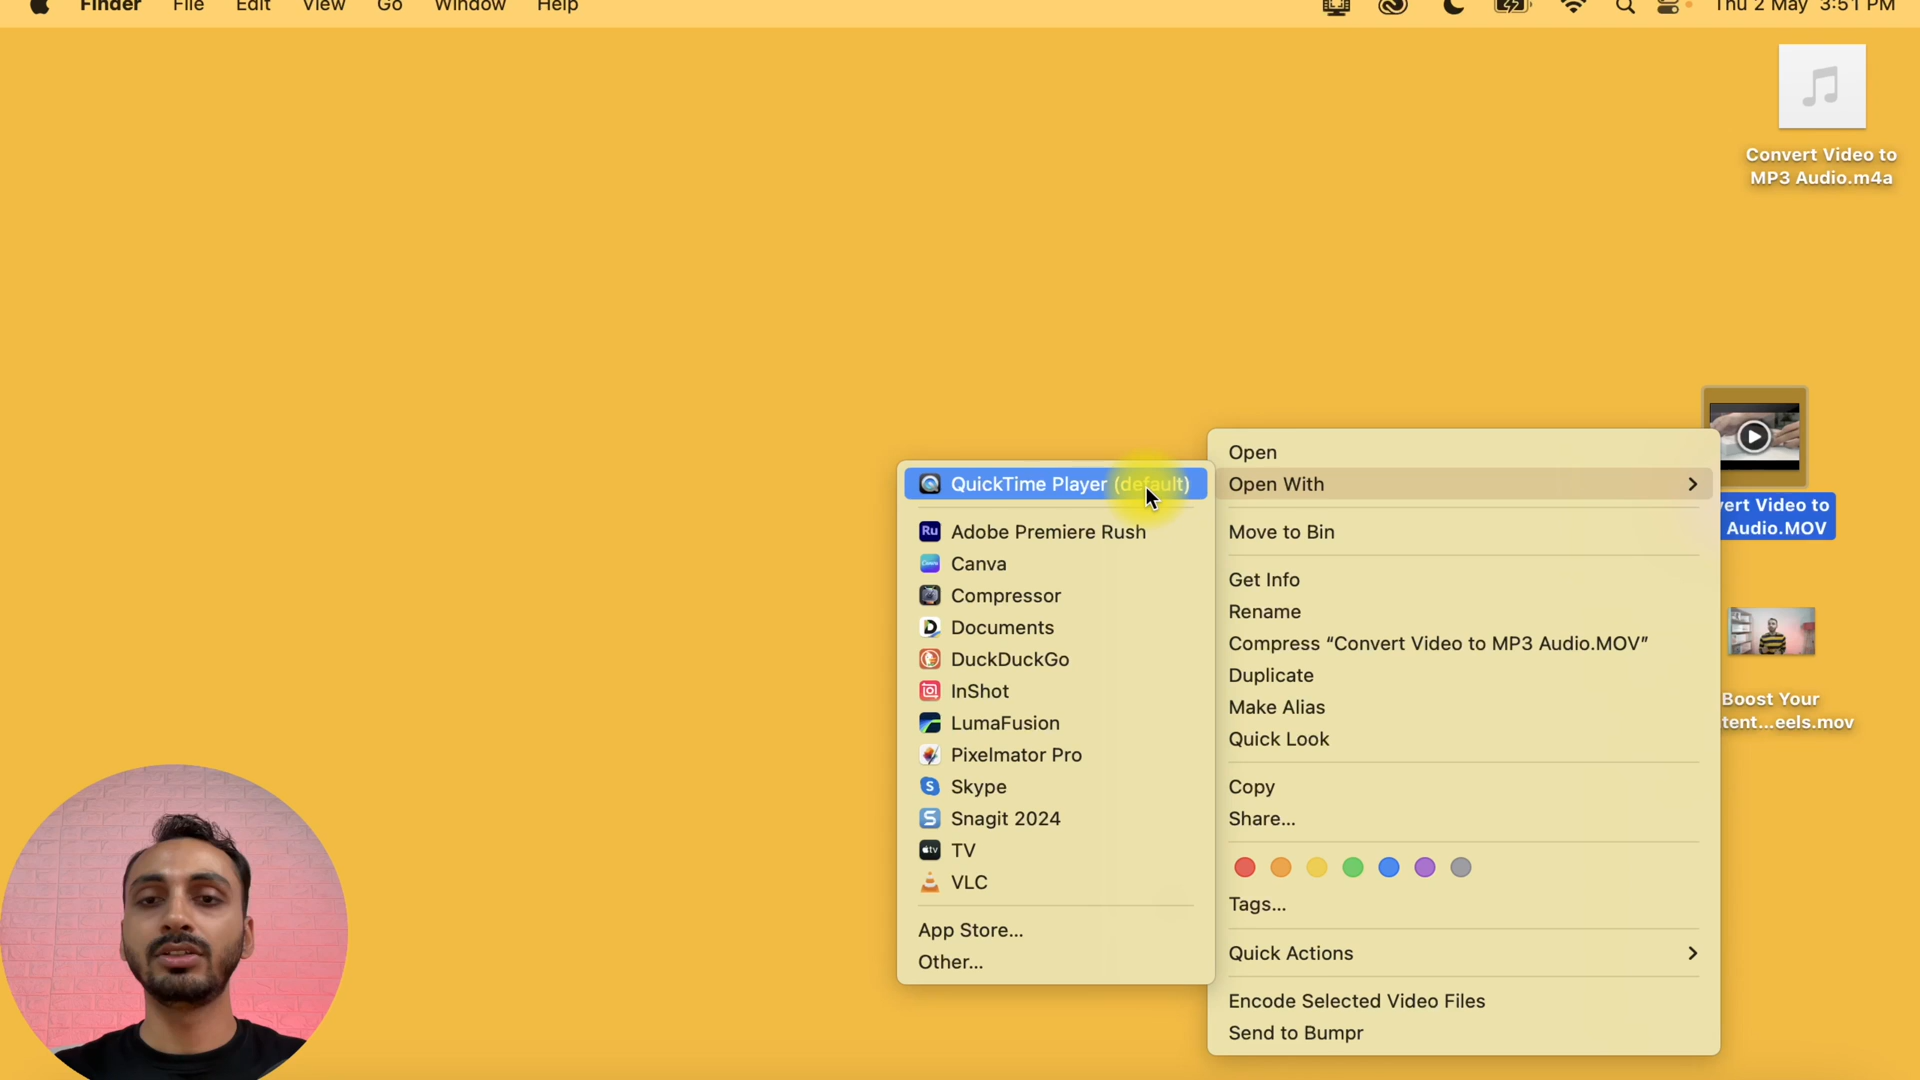 Finder File Edit View Go Window Help
Thu 2 May 3:51 PM
Convert Video to
MP3 Audio.m4a
vert Video to
Audio.MOV
Boost Your
tent...eels.mov
Open
Open With
Move to Bin
Get Info
Rename
Compress “Convert Video to MP3 Audio.MOV”
Duplicate
Make Alias
Quick Look
Copy
Share...
Tags...
Quick Actions
Encode Selected Video Files
Send to Bumpr
QuickTime Player (default)
Ru Adobe Premiere Rush
Canva
Compressor
Documents
DuckDuckGo
InShot
LumaFusion
Pixelmator Pro
Skype
Snagit 2024
tv TV
VLC
App Store...
Other...